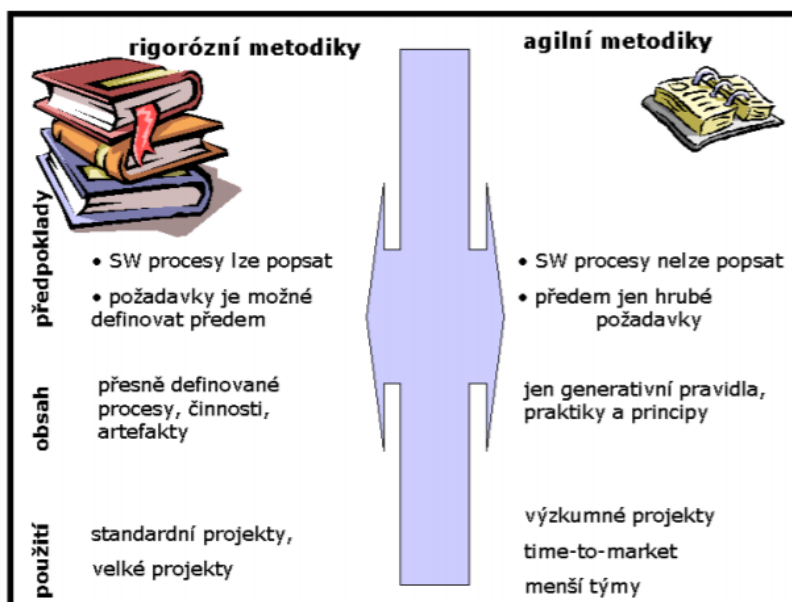 rigorózní metodiky
agilní metodiky
předpoklady
• SW procesy lze popsat
• požadavky je možné
definovat předem
• SW procesy nelze popsat
• předem jen hrubé
požadavky
obsah
přesně definované
procesy, činnosti,
artefakty
jen generativní pravidla,
praktiky a principy
použití
standardní projekty,
velké projekty
výzkumné projekty
time-to-market
menší týmy